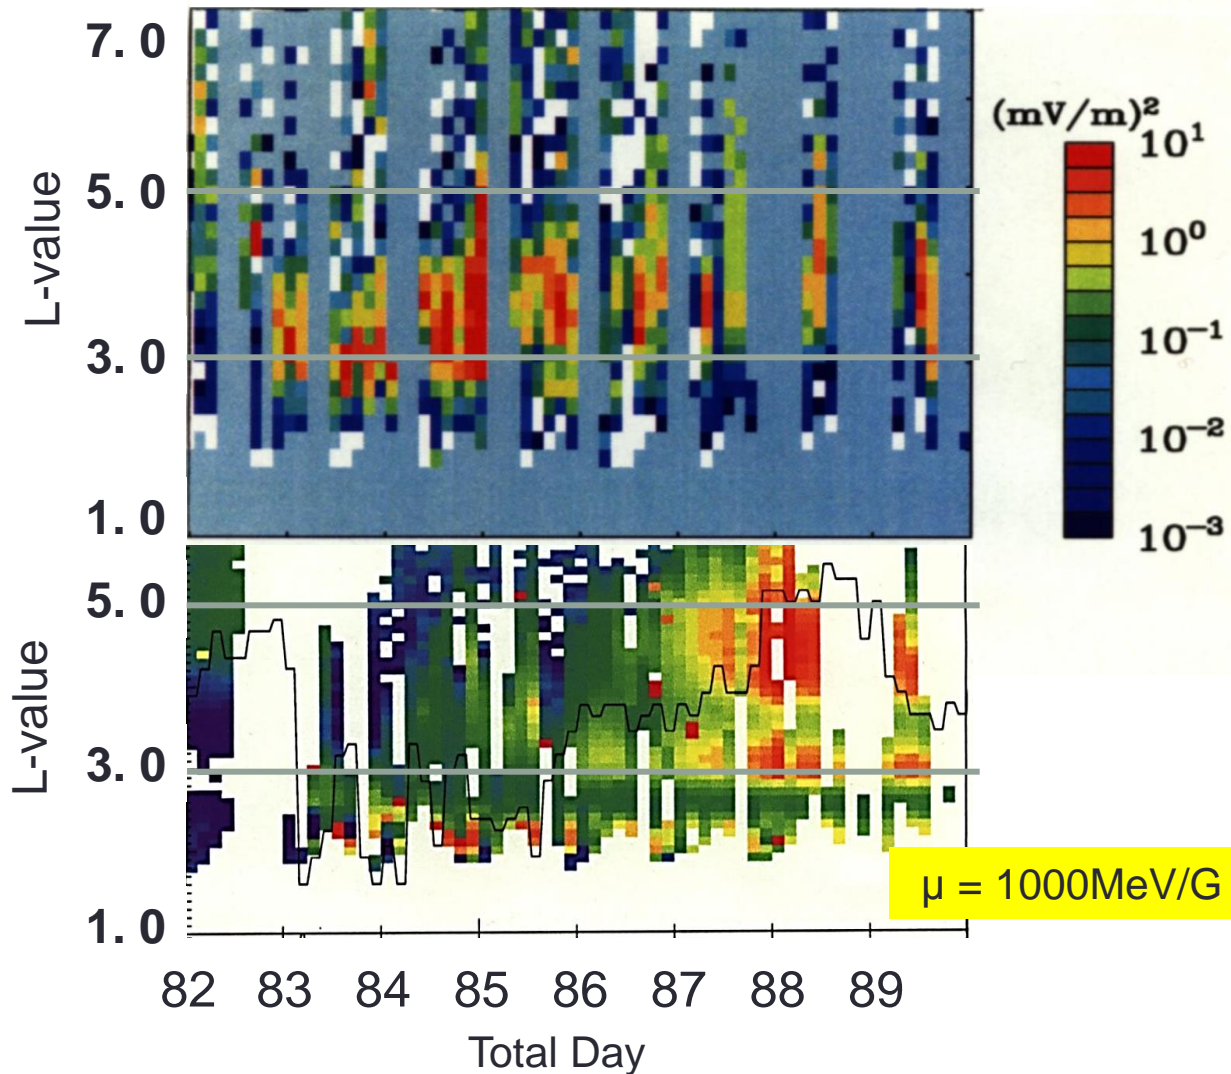 7. 0
(mV/m)²
10¹
L-value
5. 0
10⁰
3. 0
10⁻¹
10⁻²
1. 0
10⁻³
5. 0
L-value
3. 0
μ = 1000MeV/G
1. 0
82 83 84 85 86 87 88 89
Total Day